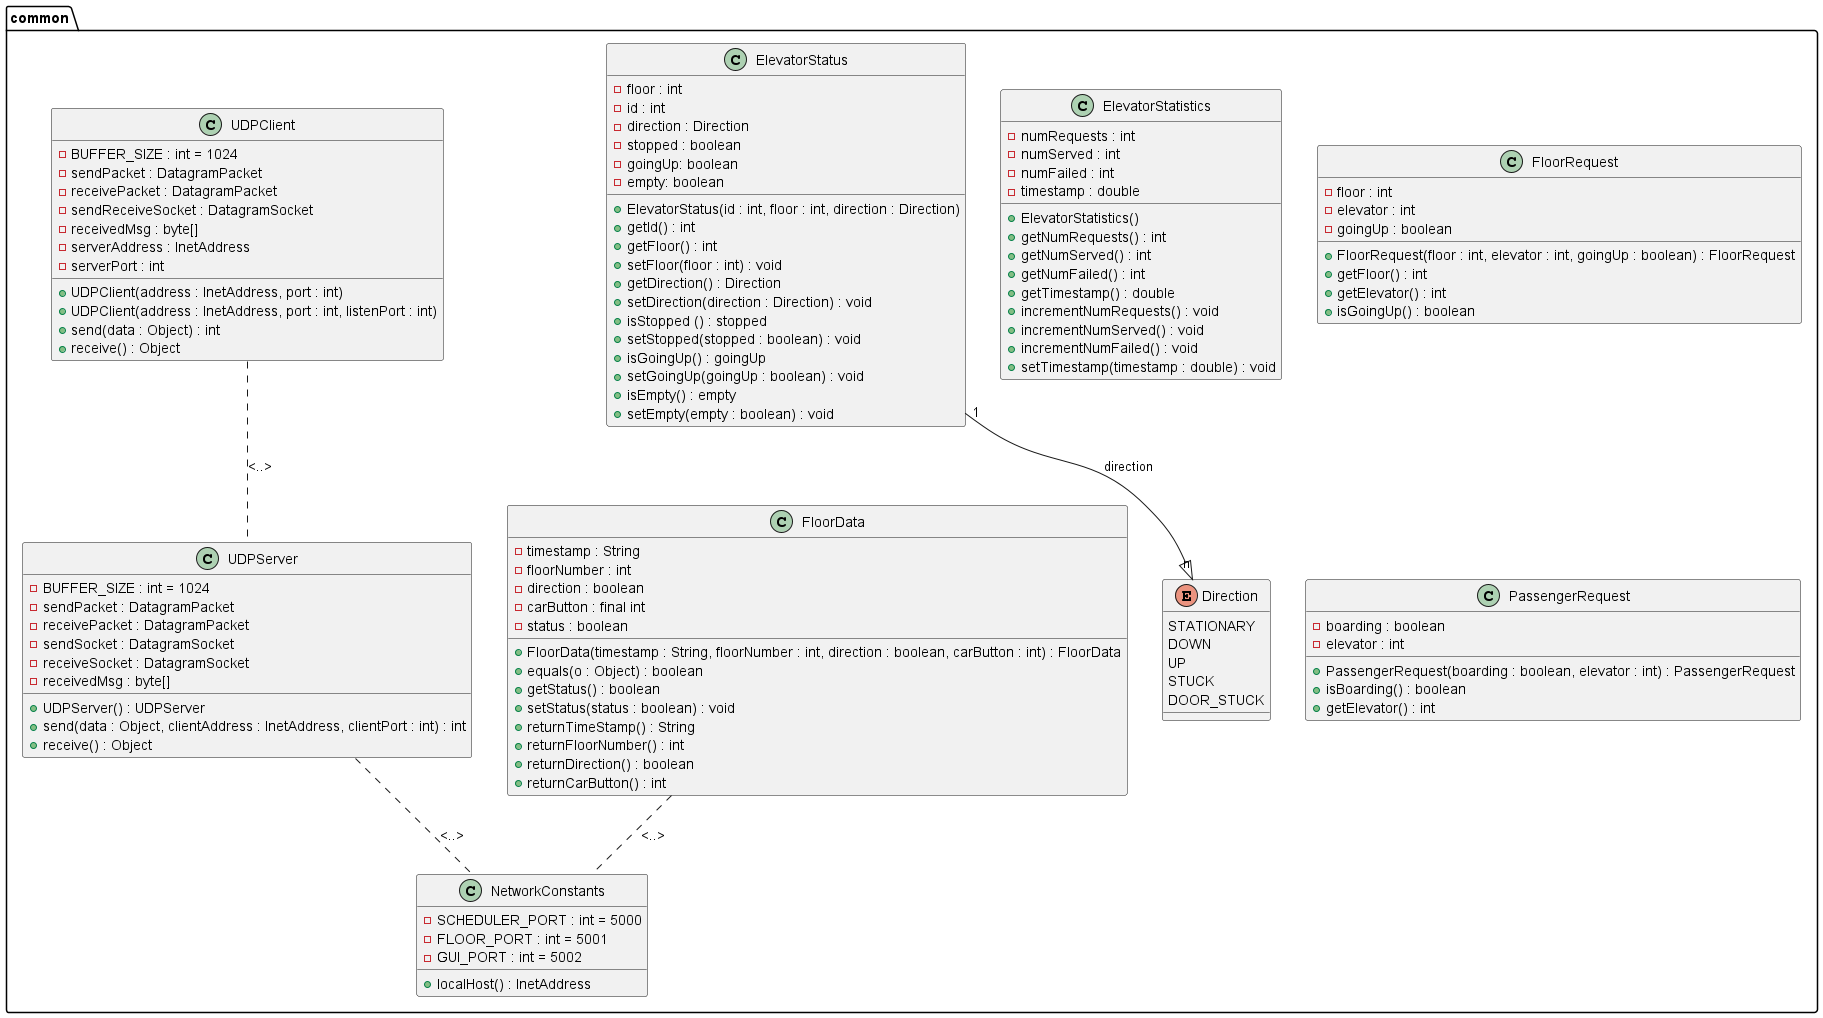 common
C UDPClient
BUFFER_SIZE : int = 1024
sendPacket : DatagramPacket
receivePacket : DatagramPacket
sendReceiveSocket : DatagramSocket
receivedMsg : byte[]
serverAddress : InetAddress
serverPort : int
UDPClient(address : InetAddress, port : int)
UDPClient(address : InetAddress, port : int, listenPort : int)
send(data : Object) : int
receive() : Object
C ElevatorStatus
floor : int
id : int
direction : Direction
stopped : boolean
goingUp: boolean
empty: boolean
ElevatorStatus(id : int, floor : int, direction : Direction)
getId() : int
getFloor() : int
setFloor(floor : int) : void
getDirection() : Direction
setDirection(direction : Direction) : void
isStopped () : stopped
setStopped(stopped : boolean) : void
isGoingUp() : goingUp
setGoingUp(goingUp : boolean) : void
isEmpty() : empty
setEmpty(empty : boolean) : void
C ElevatorStatistics
numRequests : int
numServed : int
numFailed : int
timestamp : double
ElevatorStatistics()
getNumRequests() : int
getNumServed() : int
getNumFailed() : int
getTimestamp() : double
incrementNumRequests() : void
incrementNumServed() : void
incrementNumFailed() : void
setTimestamp(timestamp : double) : void
C FloorRequest
floor : int
elevator : int
goingUp : boolean
FloorRequest(floor : int, elevator : int, goingUp : boolean) : FloorRequest
getFloor() : int
getElevator() : int
isGoingUp() : boolean
1
<..>
direction
n
C UDPServer
BUFFER_SIZE : int = 1024
sendPacket : DatagramPacket
receivePacket : DatagramPacket
sendSocket : DatagramSocket
receiveSocket : DatagramSocket
receivedMsg : byte[]
UDPServer() : UDPServer
send(data : Object, clientAddress : InetAddress, clientPort : int) : int
receive() : Object
C FloorData
timestamp : String
floorNumber : int
direction : boolean
carButton : final int
status : boolean
FloorData(timestamp : String, floorNumber : int, direction : boolean, carButton : int) : FloorData
equals(o : Object) : boolean
getStatus() : boolean
setStatus(status : boolean) : void
returnTimeStamp() : String
returnFloorNumber() : int
returnDirection() : boolean
returnCarButton() : int
E Direction
STATIONARY
DOWN
UP
STUCK
DOOR_STUCK
C PassengerRequest
boarding : boolean
elevator : int
PassengerRequest(boarding : boolean, elevator : int) : PassengerRequest
isBoarding() : boolean
getElevator() : int
<..>
<..>
C NetworkConstants
SCHEDULER_PORT : int = 5000
FLOOR_PORT : int = 5001
GUI_PORT : int = 5002
localHost() : InetAddress